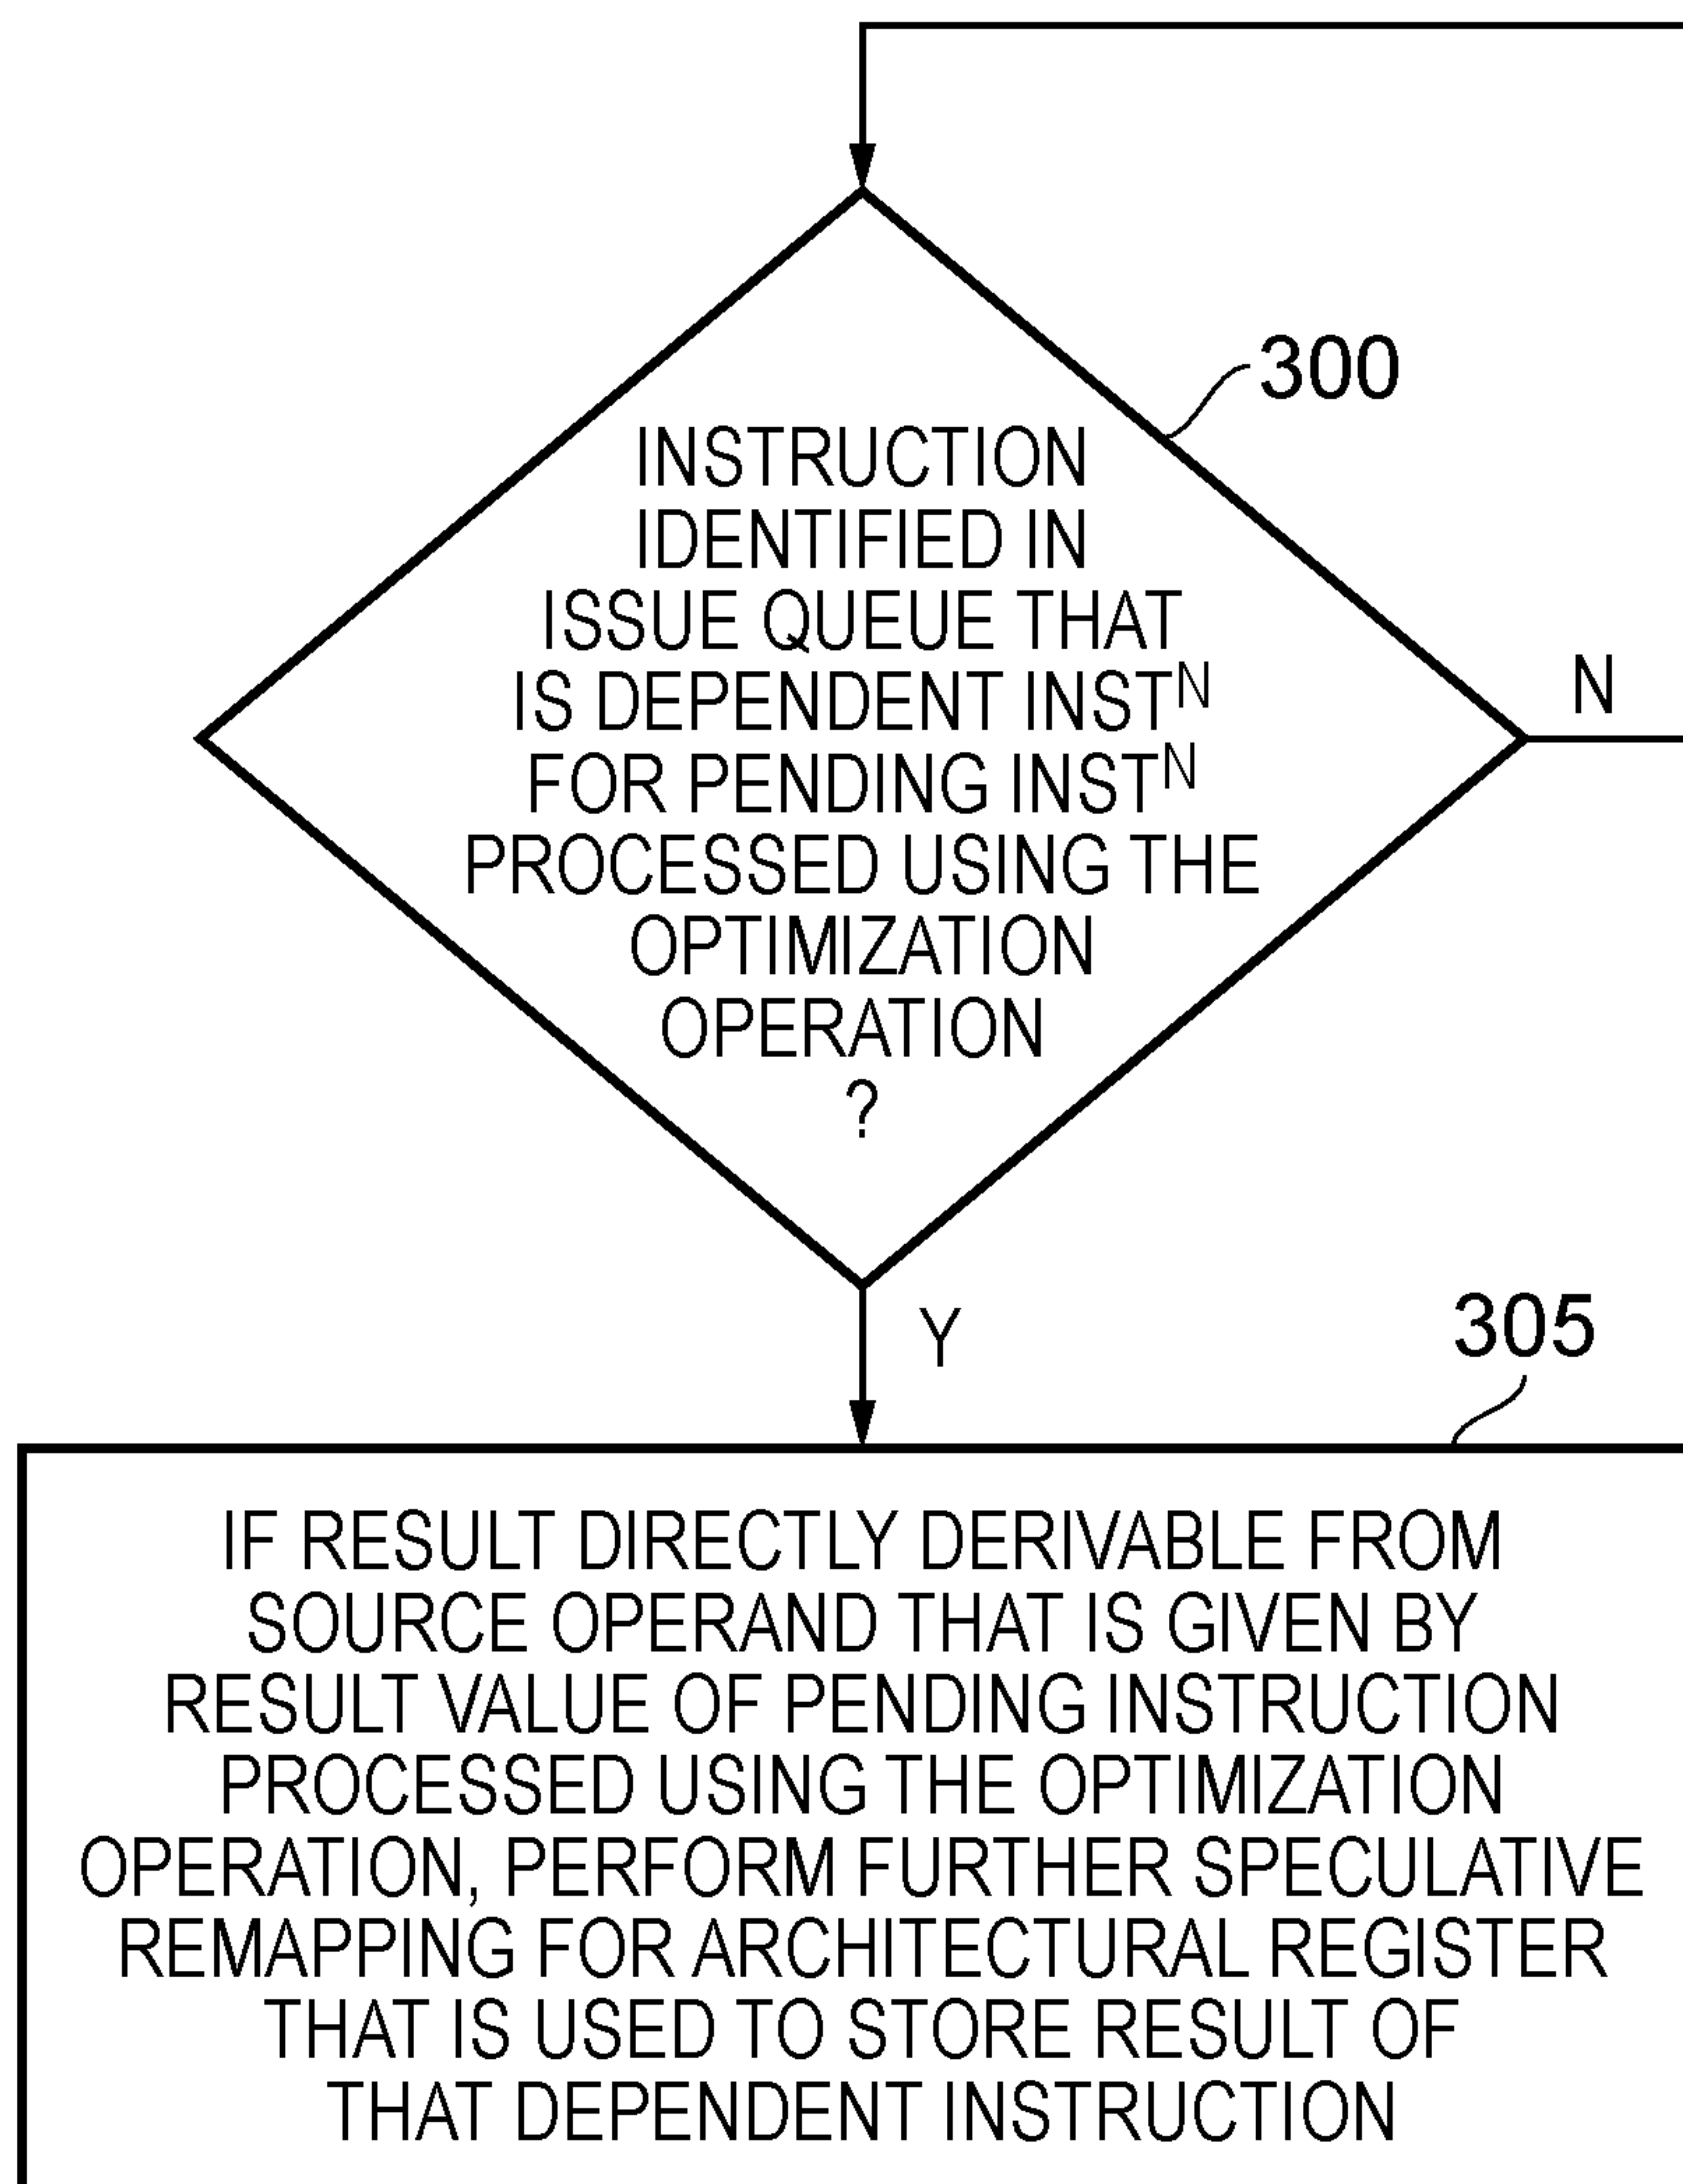 300
INSTRUCTION
IDENTIFIED IN
ISSUE QUEUE THAT
IS DEPENDENT INSTᴺ
FOR PENDING INSTᴺ
PROCESSED USING THE
OPTIMIZATION
OPERATION
?
N
Y
305
IF RESULT DIRECTLY DERIVABLE FROM
SOURCE OPERAND THAT IS GIVEN BY
RESULT VALUE OF PENDING INSTRUCTION
PROCESSED USING THE OPTIMIZATION
OPERATION, PERFORM FURTHER SPECULATIVE
REMAPPING FOR ARCHITECTURAL REGISTER
THAT IS USED TO STORE RESULT OF
THAT DEPENDENT INSTRUCTION